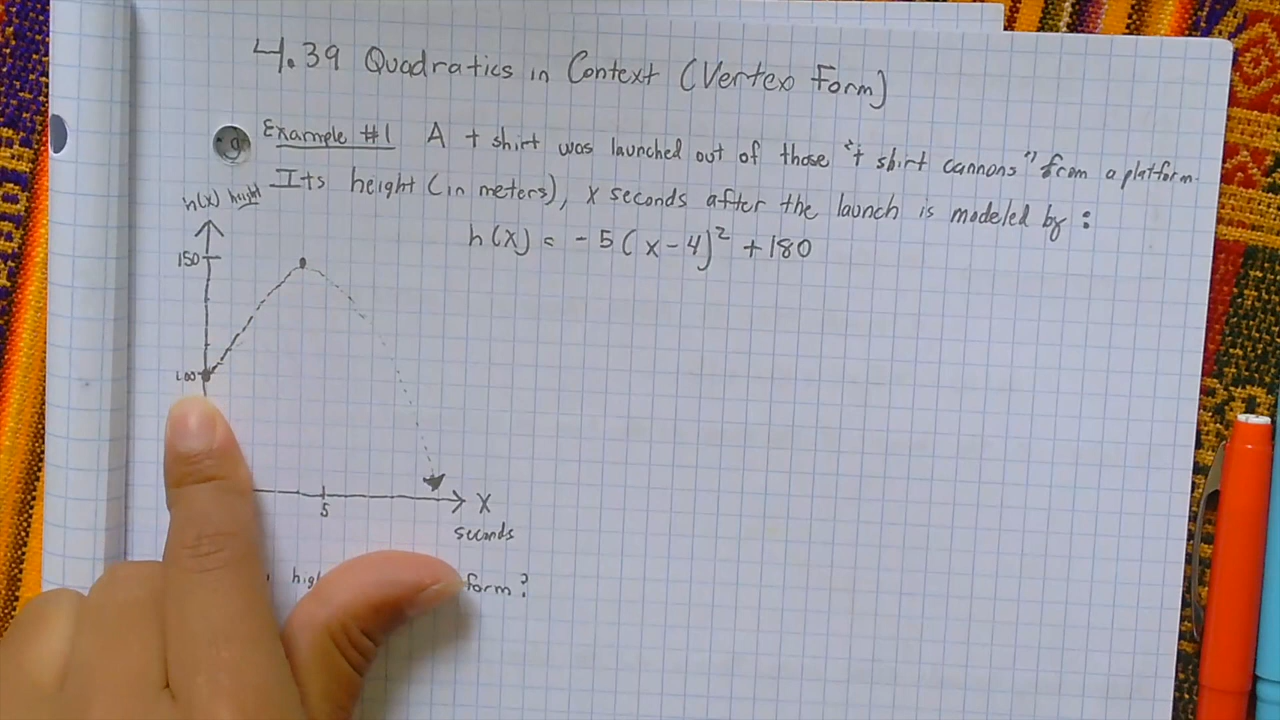 4.39 Quadratics in Context (Vertex Form)
Example #1 A t shirt was launched out of those "t shirt cannons" from a platform.
Its height (in meters), x seconds after the launch is modeled by:
h(x) = -5(x-4)² +180
h(x) height
150
100
5
x
seconds
form?